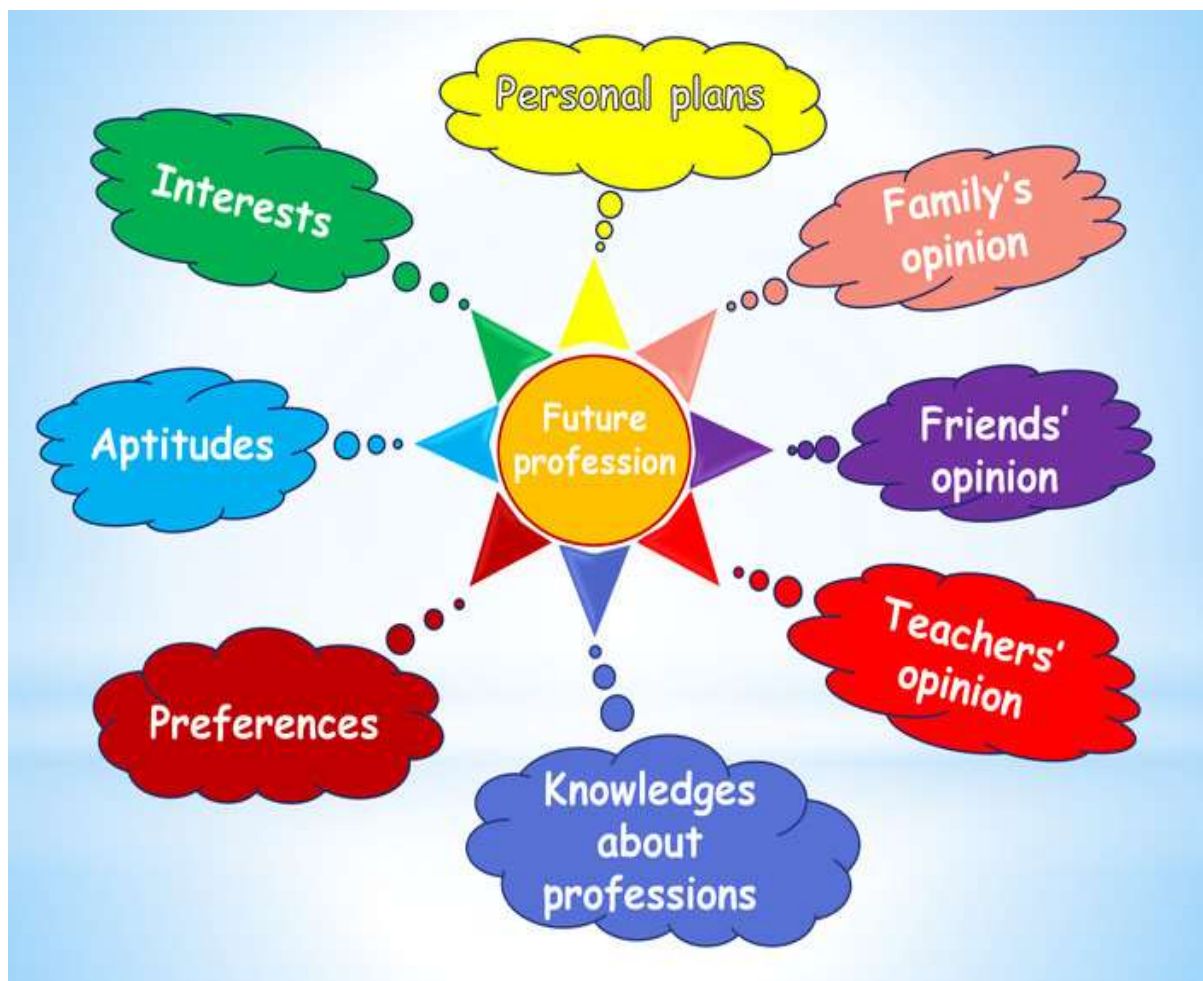 Personal plans
Interests
Family's
opinion
Aptitudes
Future
profession
Friends'
opinion
Preferences
Teachers'
opinion
Knowledges
about
professions